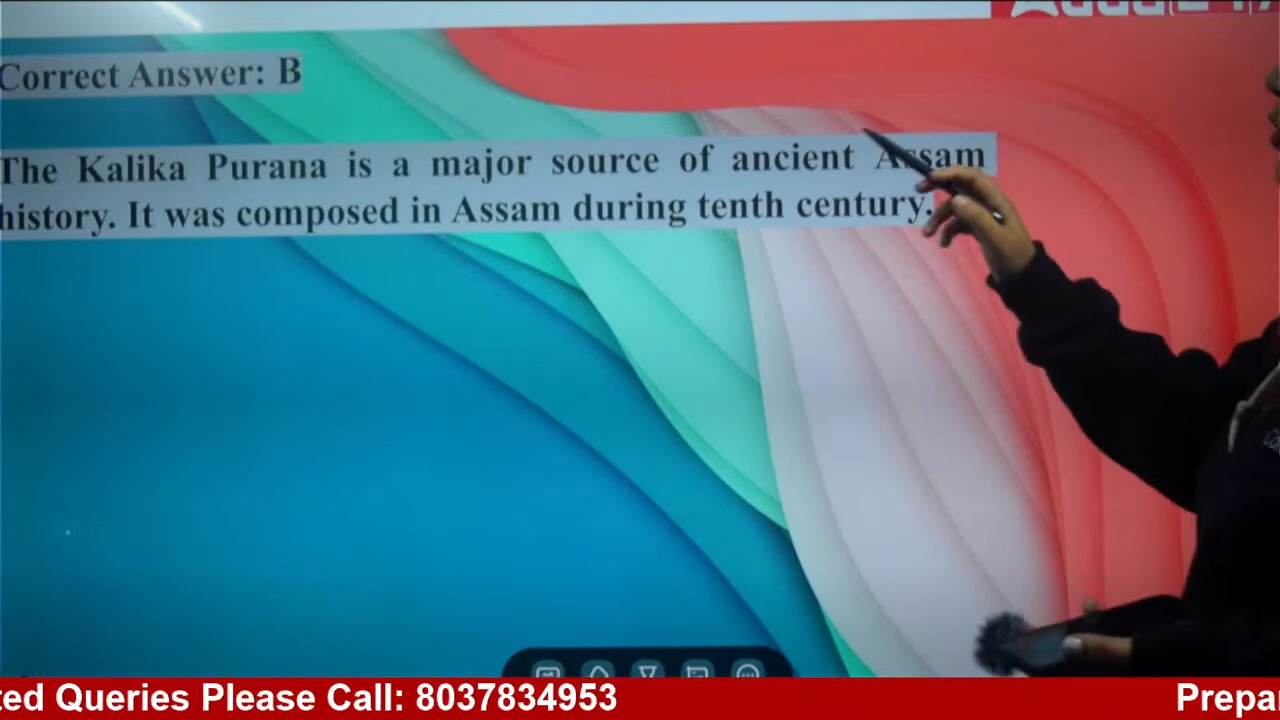 Correct Answer: B
The Kalika Purana is a major source of ancient Assam
history. It was composed in Assam during tenth century.
ted Queries Please Call: 8037834953
Prepar